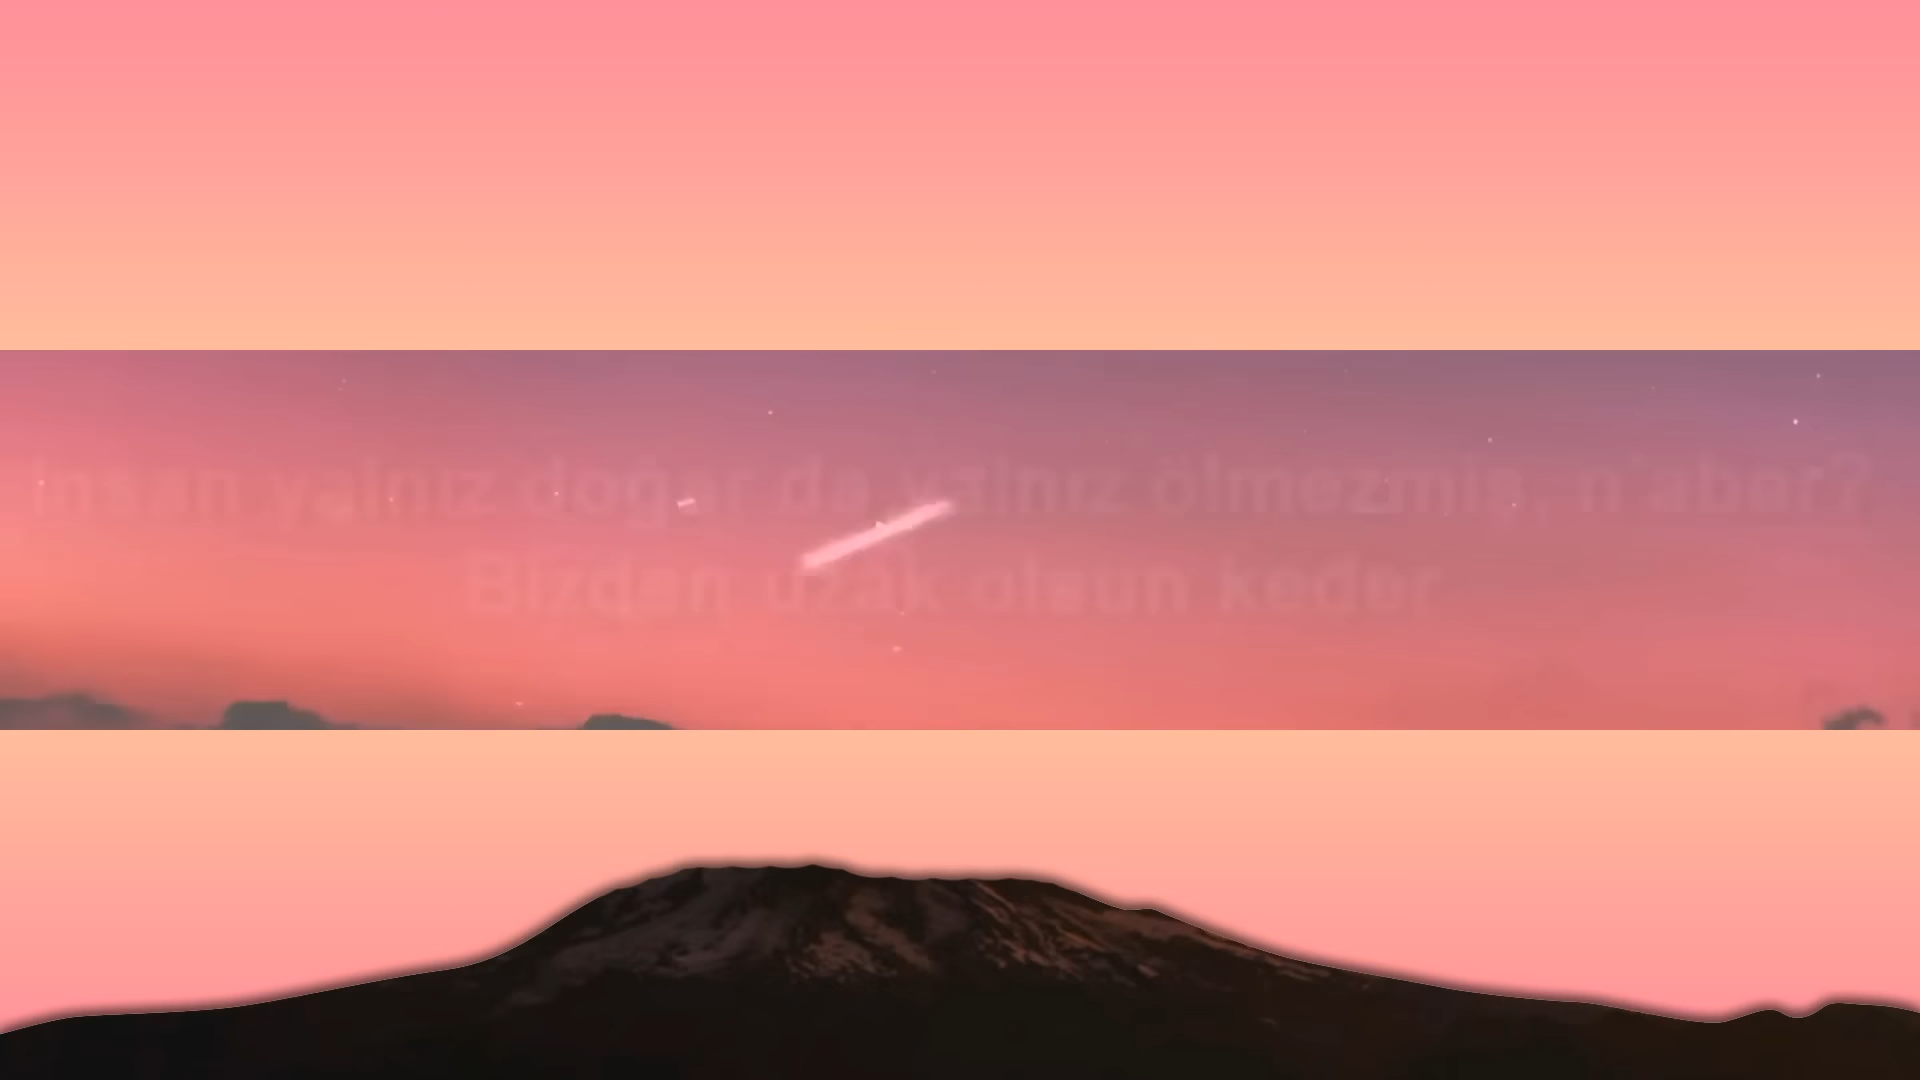 İnsan yalnız doğar da yalnız ölmezmiş, n'aber?
Bizden uzak olsun keder